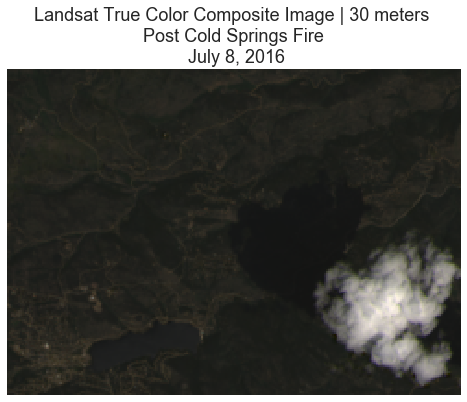 Landsat True Color Composite Image | 30 meters
Post Cold Springs Fire
July 8, 2016